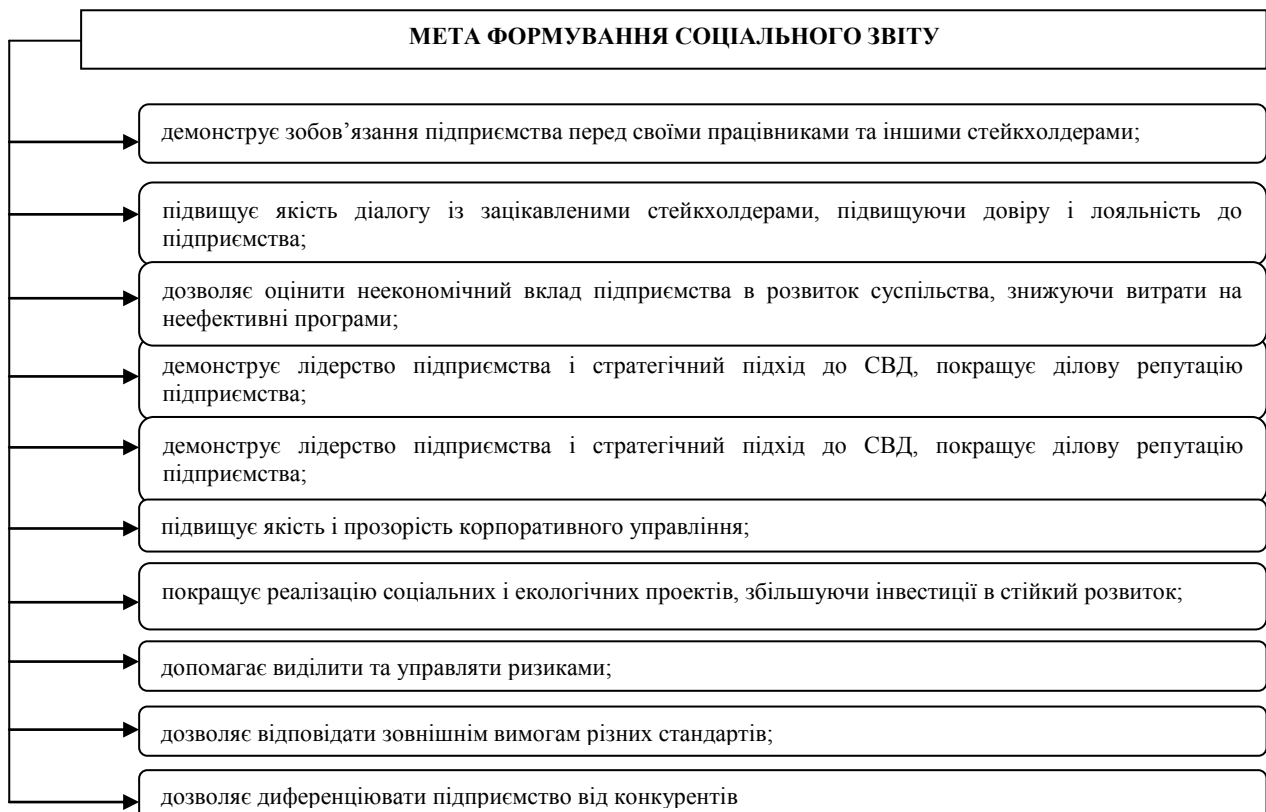 МЕТА ФОРМУВАННЯ СОЦІАЛЬНОГО ЗВІТУ
демонструє зобов’язання підприємства перед своїми працівниками та іншими стейкхолдерами;
підвищує якість діалогу із зацікавленими стейкхолдерами, підвищуючи довіру і лояльність до
підприємства;
дозволяє оцінити неекономічний вклад підприємства в розвиток суспільства, знижуючи витрати на
неефективні програми;
демонструє лідерство підприємства і стратегічний підхід до СВД, покращує ділову репутацію
підприємства;
демонструє лідерство підприємства і стратегічний підхід до СВД, покращує ділову репутацію
підприємства;
підвищує якість і прозорість корпоративного управління;
покращує реалізацію соціальних і екологічних проектів, збільшуючи інвестиції в стійкий розвиток;
допомагає виділити та управляти ризиками;
дозволяє відповідати зовнішнім вимогам різних стандартів;
дозволяє диференціювати підприємство від конкурентів